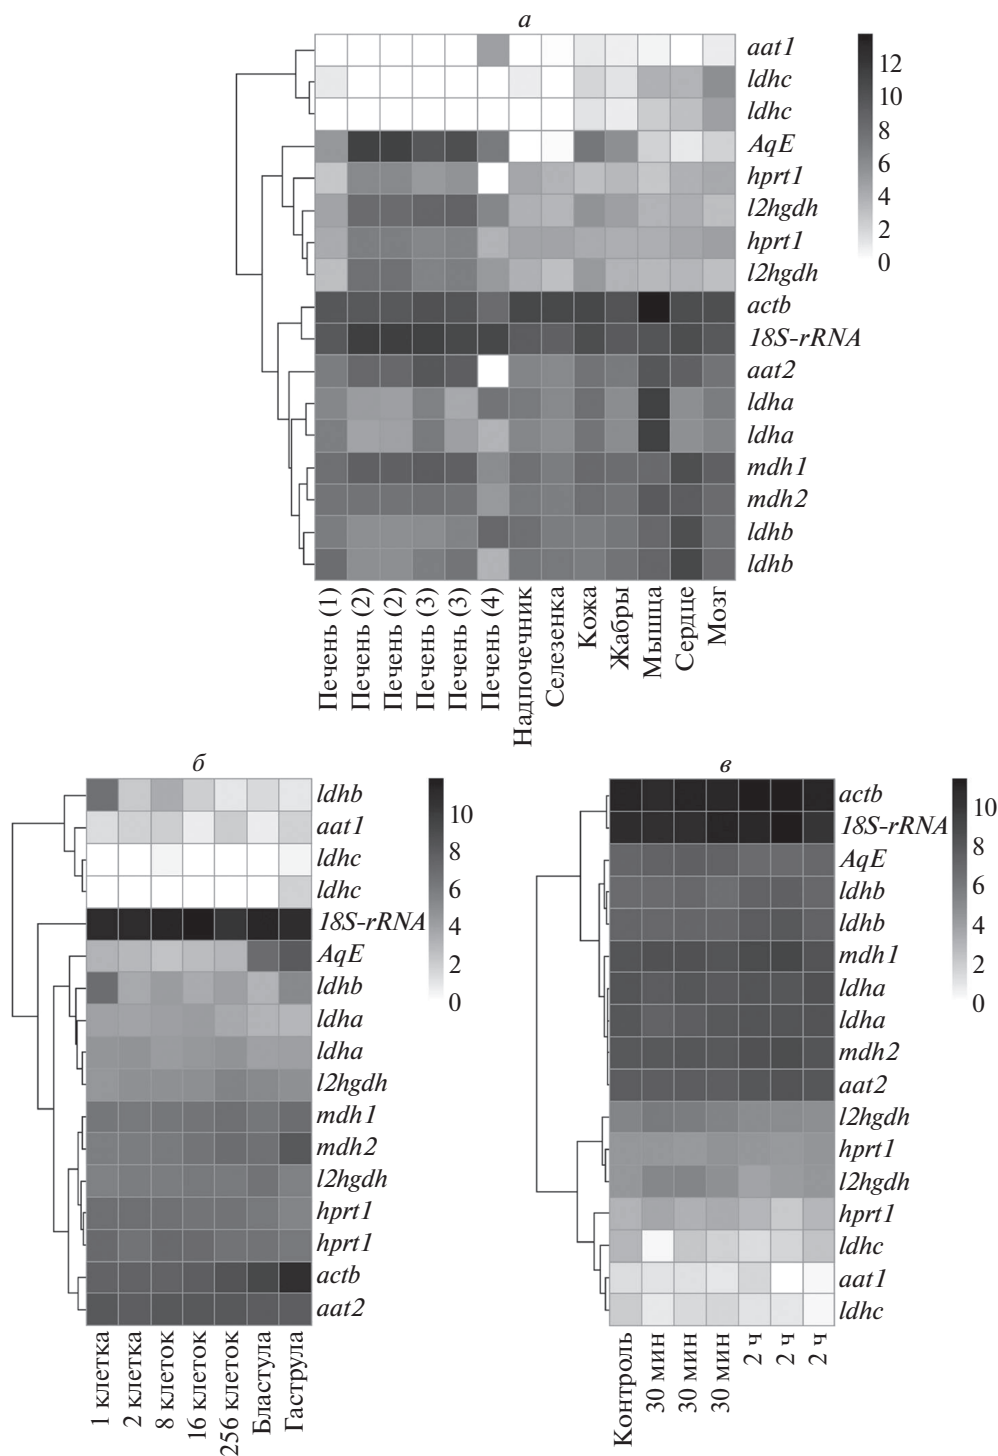 а
aat1
ldhc
ldhc
AqE
hprt1
l2hgdh
hprt1
l2hgdh
actb
18S-rRNA
aat2
ldha
ldha
mdh1
mdh2
ldhb
ldhb
12
10
8
6
4
2
0
Печень (1)
Печень (2)
Печень (2)
Печень (3)
Печень (3)
Печень (4)
Надпочечник
Селезенка
Кожа
Жабры
Мышца
Сердце
Мозг
б
ldhb
aat1
ldhc
ldhc
18S-rRNA
AqE
ldhb
ldha
ldha
l2hgdh
mdh1
mdh2
l2hgdh
hprt1
hprt1
actb
aat2
10
8
6
4
2
0
1 клетка
2 клетка
8 клеток
16 клеток
256 клеток
Бластула
Гаструла
в
actb
18S-rRNA
AqE
ldhb
ldhb
mdh1
ldha
ldha
mdh2
aat2
l2hgdh
hprt1
l2hgdh
hprt1
ldhc
aat1
ldhc
10
8
6
4
2
0
Контроль
30 мин
30 мин
30 мин
2 ч
2 ч
2 ч